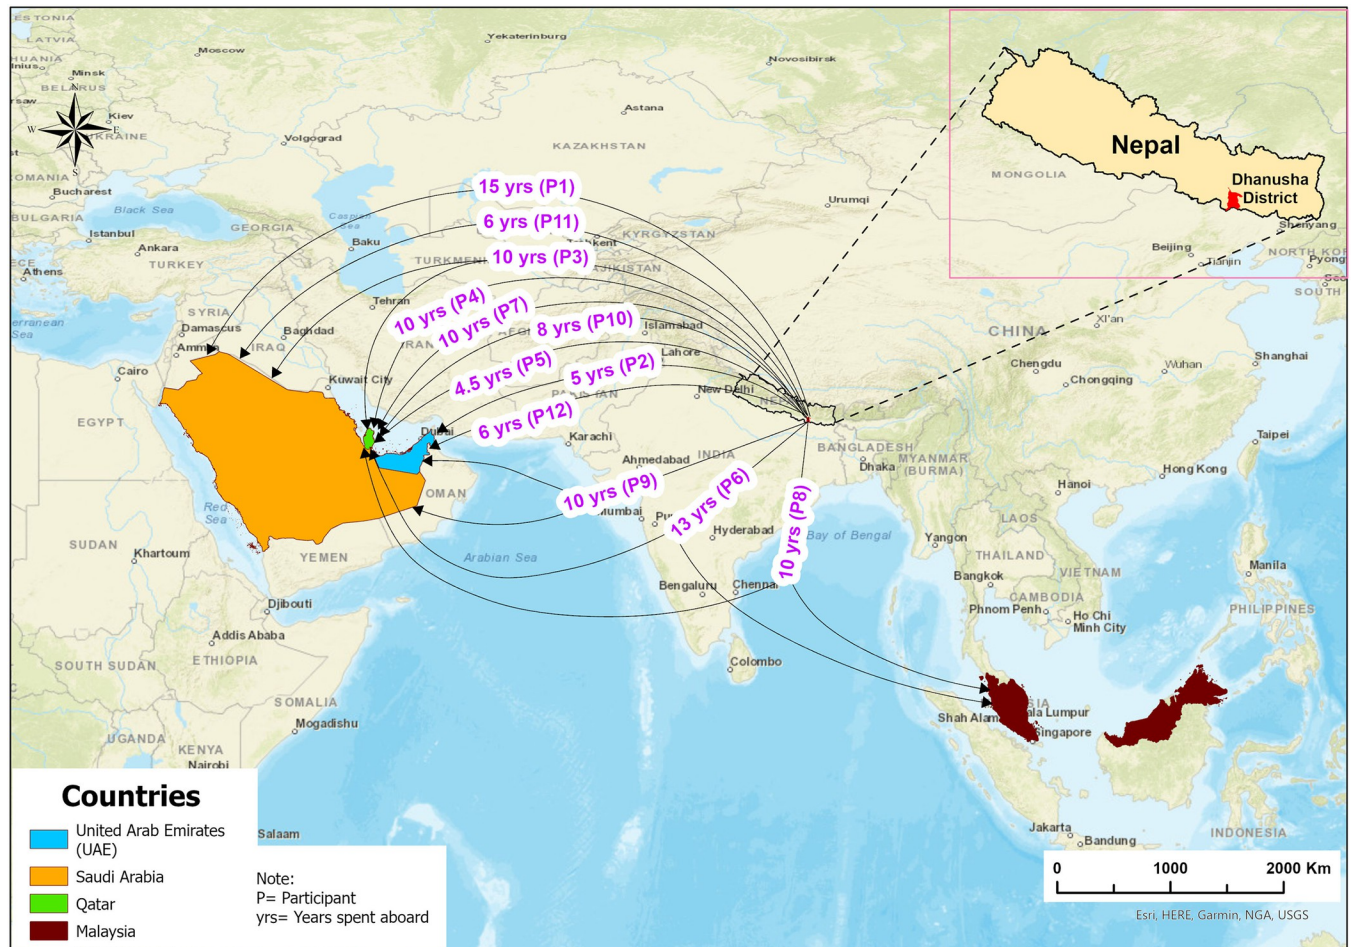 ESTONIA
LATVIA
Moscow
Yekaterinburg
Novosibirsk
Minsk
BELARUS
Kiev
UKRAINE
N
W
E
S
Volgograd
Astana
KAZAKHSTAN
MONGOLIA
Nepal
Dhanusha
District
Bucharest
BULGARIA
Black Sea
Istanbul
GEORGIA
Caspian
Sea
Baku
Ankara
TURKEY
Athens
Urumqi
KYRGYZSTAN
Shenyang
Beijing
Tianjin
NORTH KOR
Pyong
SOUTH
15 yrs (P1)
6 yrs (P11)
10 yrs (P3)
10 yrs (P4)
10 yrs (P7)
8 yrs (P10)
4.5 yrs (P5)
5 yrs (P2)
6 yrs (P12)
10 yrs (P9)
13 yrs (P6)
10 yrs (P8)
Tehran
SYRIA
Damascus
Baghdad
IRAQ
Cairo
Kuwait City
EGYPT
Islamabad
Lahore
New Delhi
CHINA
Xi'an
Chengdu
Wuhan
Chongqing
Shanghai
Taipei
Dubai
Karachi
Ahmedabad
INDIA
BANGLADESH
Dhaka
MYANMAR
(BURMA)
Hong Kong
Hanoi
OMAN
Red
Sea
Mumbai
Hyderabad
Bay of Bengal
LAOS
SUDAN
Khartoum
YEMEN
Arabian Sea
Yangon
THAILAND
VIETNAM
Manila
Bengaluru
Bangkok
CAMBODIA
Phnom Penh
Ho Chi
Minh City
PHILIPPINES
Djibouti
Addis Ababa
SOUTH SUDAN
ETHIOPIA
Colombo
SOMALIA
Mogadishu
UGANDA
KENYA
Nairobi
Shah Alam
Singapore
Salaam
Jakarta
Bandung
INDONESIA
Countries
United Arab Emirates
(UAE)
Saudi Arabia
Qatar
Malaysia
Note:
P= Participant
yrs= Years spent aboard
0 1000 2000 Km
Esri, HERE, Garmin, NGA, USGS